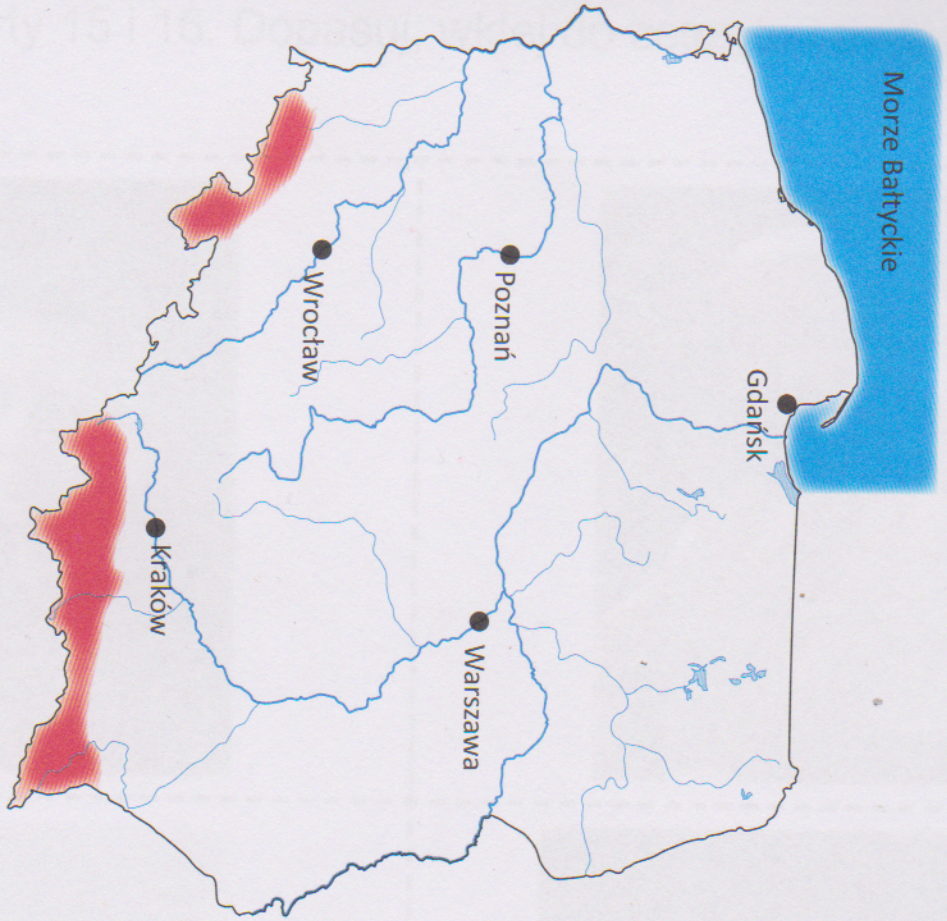 Morze Bałtyckie
Gdańsk
Poznań
Warszawa
Wrocław
Kraków